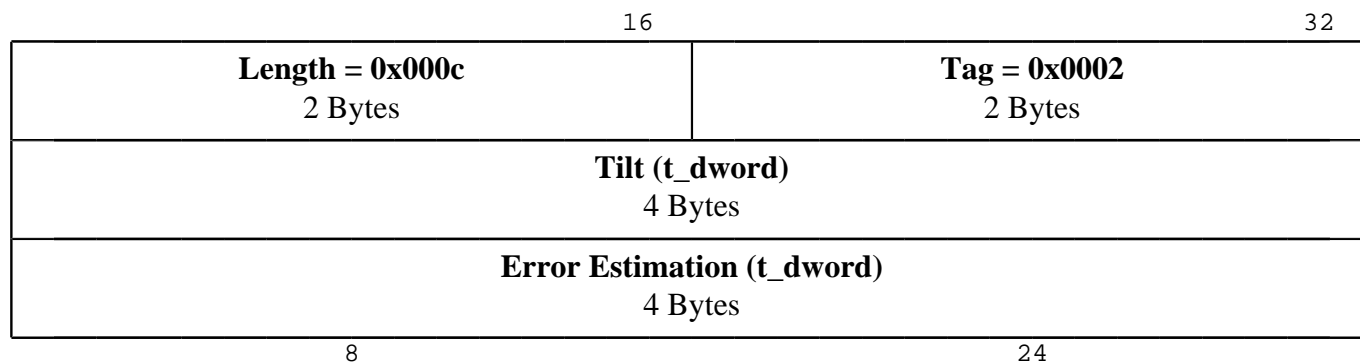 16 32
Length = 0x000c Tag = 0x0002
2 Bytes 2 Bytes
Tilt (t_dword)
4 Bytes
Error Estimation (t_dword)
4 Bytes
8 24